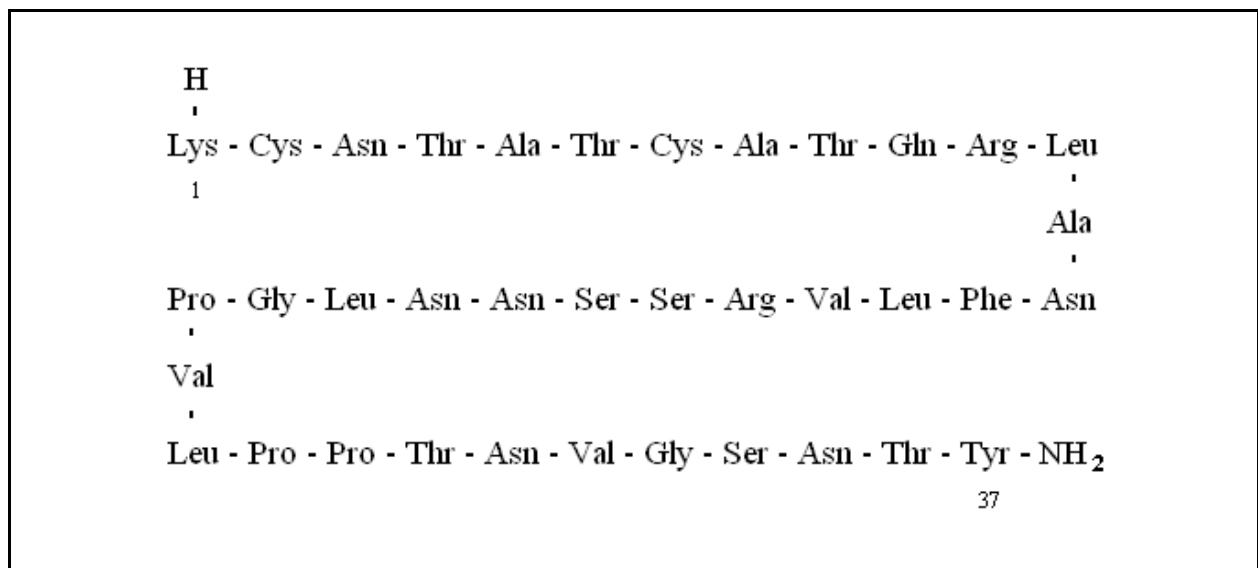 H
Lys - Cys - Asn - Thr - Ala - Thr - Cys - Ala - Thr - Gln - Arg - Leu
1
Ala
Pro - Gly - Leu - Asn - Asn - Ser - Ser - Arg - Val - Leu - Phe - Asn
Val
Leu - Pro - Pro - Thr - Asn - Val - Gly - Ser - Asn - Thr - Tyr - NH₂
37